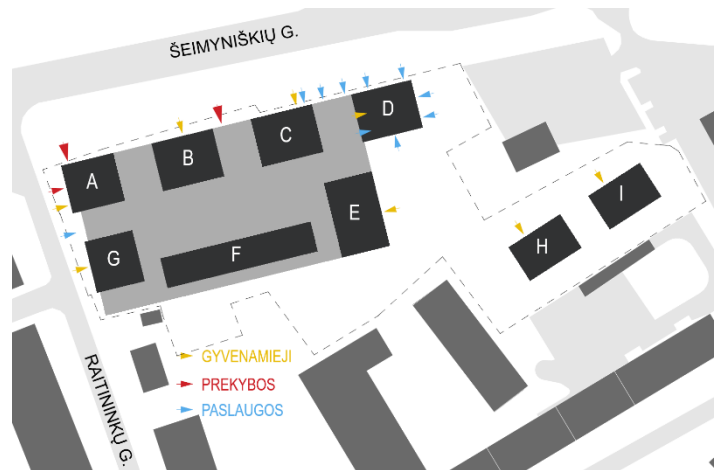 ŠEIMYNIŠKIŲ G.
D
C
B
A
I
E
H
F
G
GYVENAMIEJI
PREKYBOS
PASLAUGOS
RAITININKŲ G.